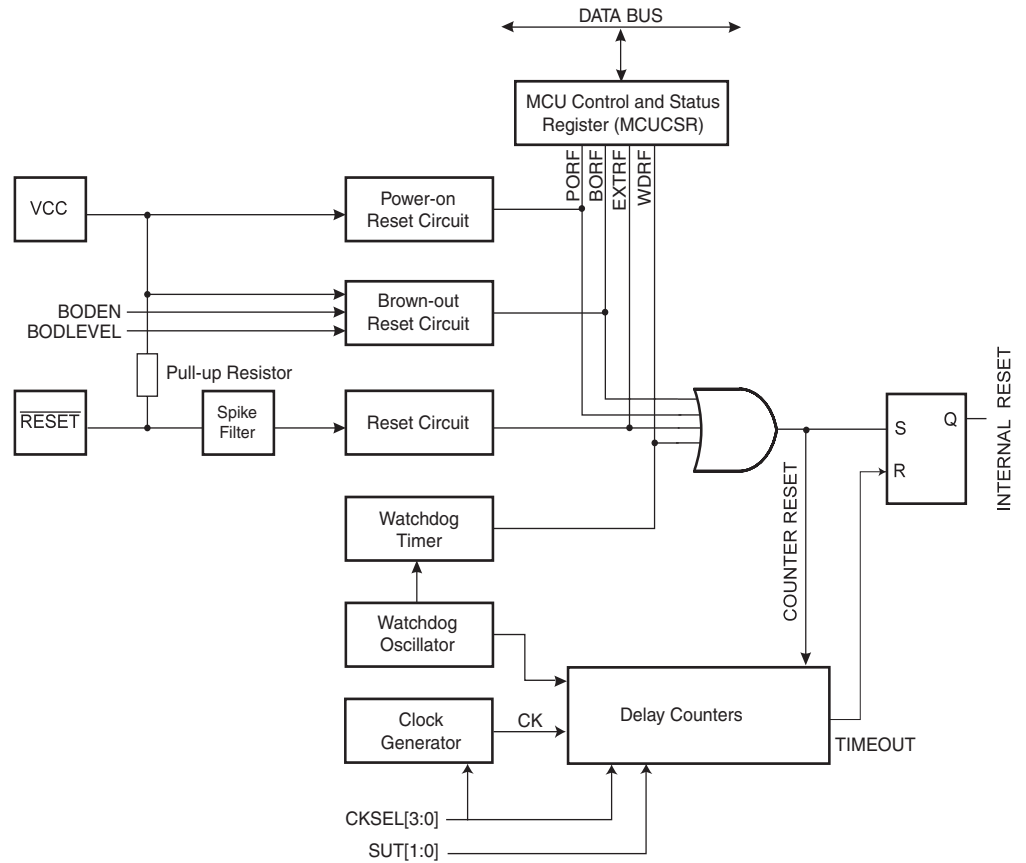 DATA BUS
MCU Control and Status
Register (MCUCSR)
PORF
BORF
EXTRF
WDRF
VCC
Power-on
Reset Circuit
BODEN
BODLEVEL
Brown-out
Reset Circuit
Pull-up Resistor
RESET
Spike
Filter
Reset Circuit
S
Q
R
INTERNAL RESET
Watchdog
Timer
COUNTER RESET
Watchdog
Oscillator
Clock
Generator
CK
Delay Counters
TIMEOUT
CKSEL[3:0]
SUT[1:0]